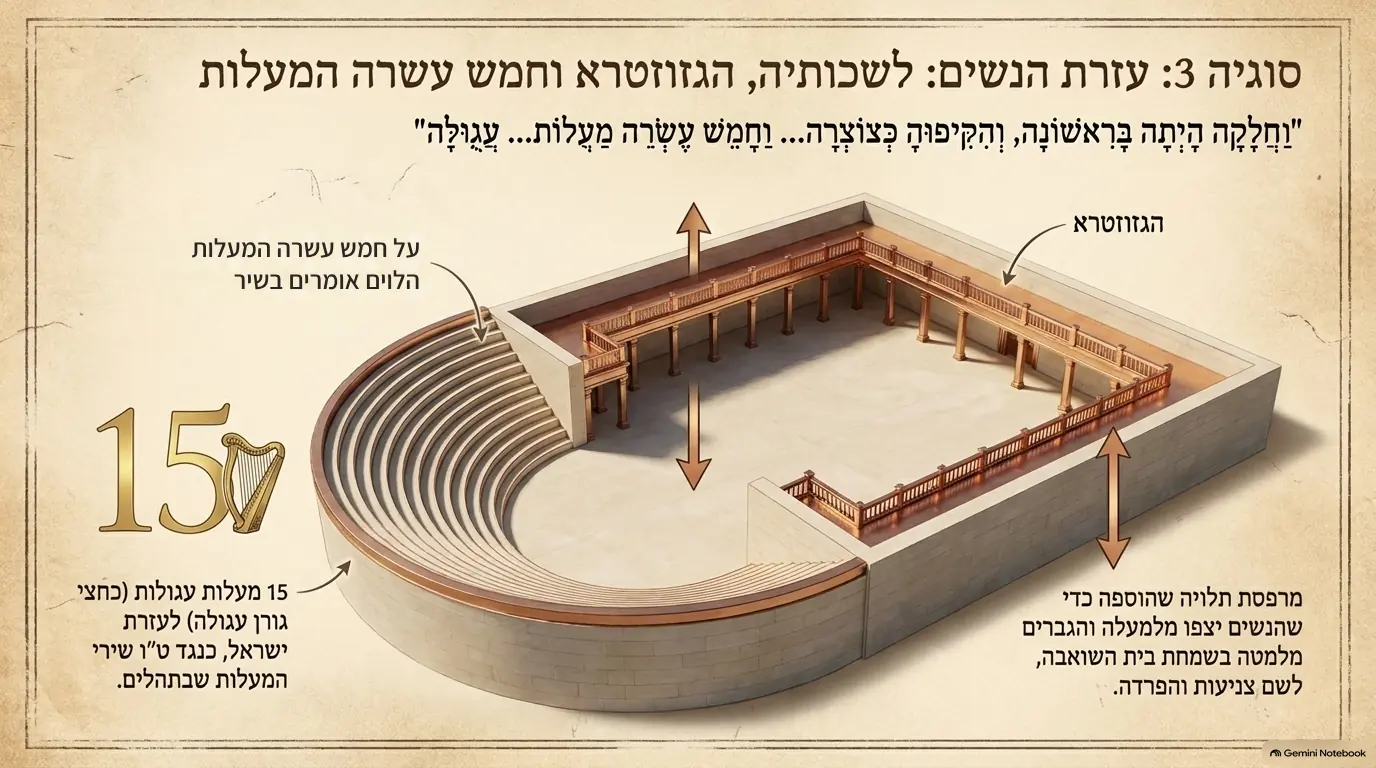 סוגיה 3: עזרת הנשים: לשכותיה, הגזוזטרא וחמש עשרה המעלות
"וַחֲלָקָה הָיְתָה בָּרִאשׁוֹנָה, וְהִקִּיפוּהָ כְּצוֹצְרָה... וַחֲמֵשׁ עֶשְׂרֵה מַעֲלוֹת... עֲגֻוּלָּה"
הגזוזטרא
על חמש עשרה המעלות
הלוים אומרים בשיר
15
15 מעלות עגולות (כחצי
גורן עגולה) לעזרת
ישראל, כנגד ט"ו שירי
המעלות שבתהלים.
מרפסת תלויה שהוספה כדי
שהנשים יצפו מלמעלה והגברים
מלמטה בשמחת בית השואבה,
לשם צניעות והפרדה.
Gemini Notebook